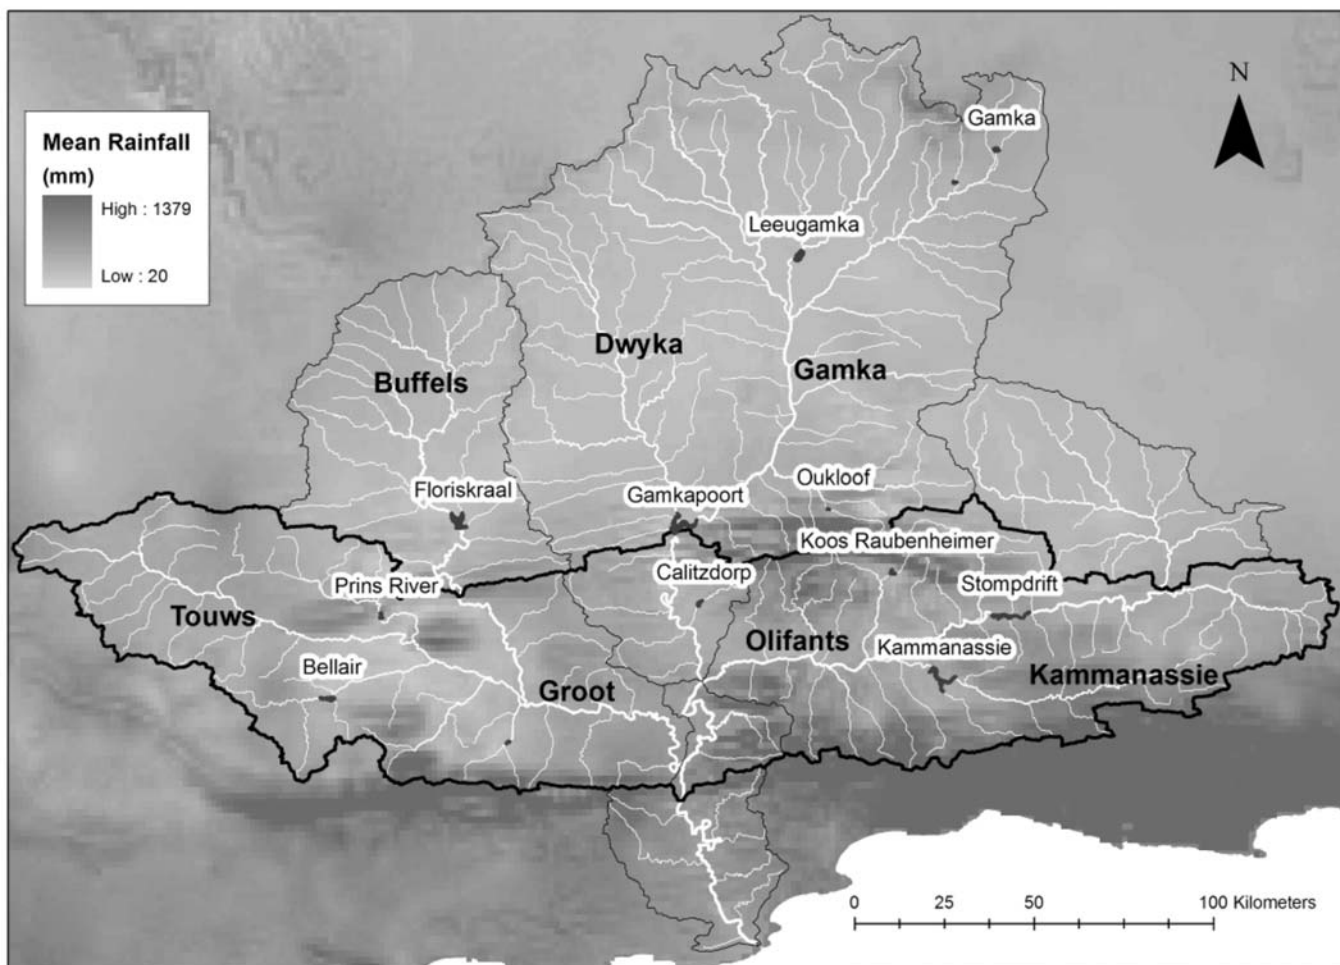 N
Gamka
Mean Rainfall
(mm)
High : 1379
Low : 20
Leeugamka
Dwyka
Gamka
Buffels
Floriskraal
Gamkapoort
Oukloof
Koos Raubenheimer
Prins River
Calitzdorp
Stompdrift
Touws
Olifants
Kammanassie
Bellair
Groot
Kammanassie
0 25 50 100 Kilometers